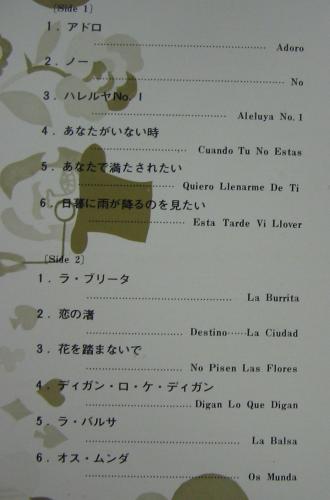 〔Side 1〕
1．アドロ
Adoro
2．ノー
No
3．ハレルヤNo. 1
Aleluya No. 1
4．あなたがいない時
Cuando Tu No Estas
5．あなたで満たされたい
Quiero Llenarme De Ti
6．日暮に雨が降るのを見たい
Esta Tarde Vi Llover
〔Side 2〕
1．ラ・ブリータ
La Burrita
2．恋の渚
Destino……La Ciudad
3．花を踏まないで
No Pisen Las Flores
4．ディガン・ロ・ケ・ディガン
Digan Lo Que Digan
5．ラ・バルサ
La Balsa
6．オス・ムンダ
Os Munda